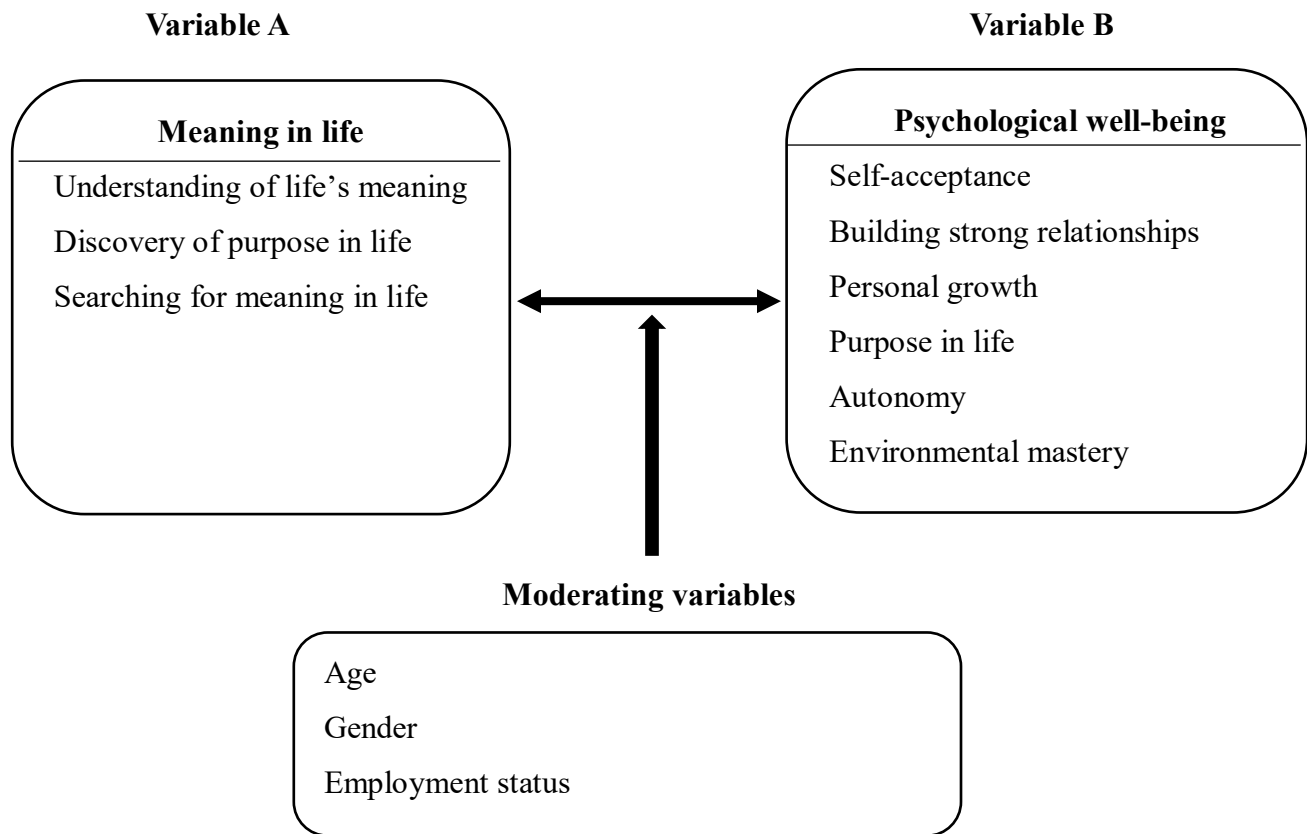 Variable A
Variable B
Meaning in life
Understanding of life’s meaning
Discovery of purpose in life
Searching for meaning in life
Psychological well-being
Self-acceptance
Building strong relationships
Personal growth
Purpose in life
Autonomy
Environmental mastery
Moderating variables
Age
Gender
Employment status